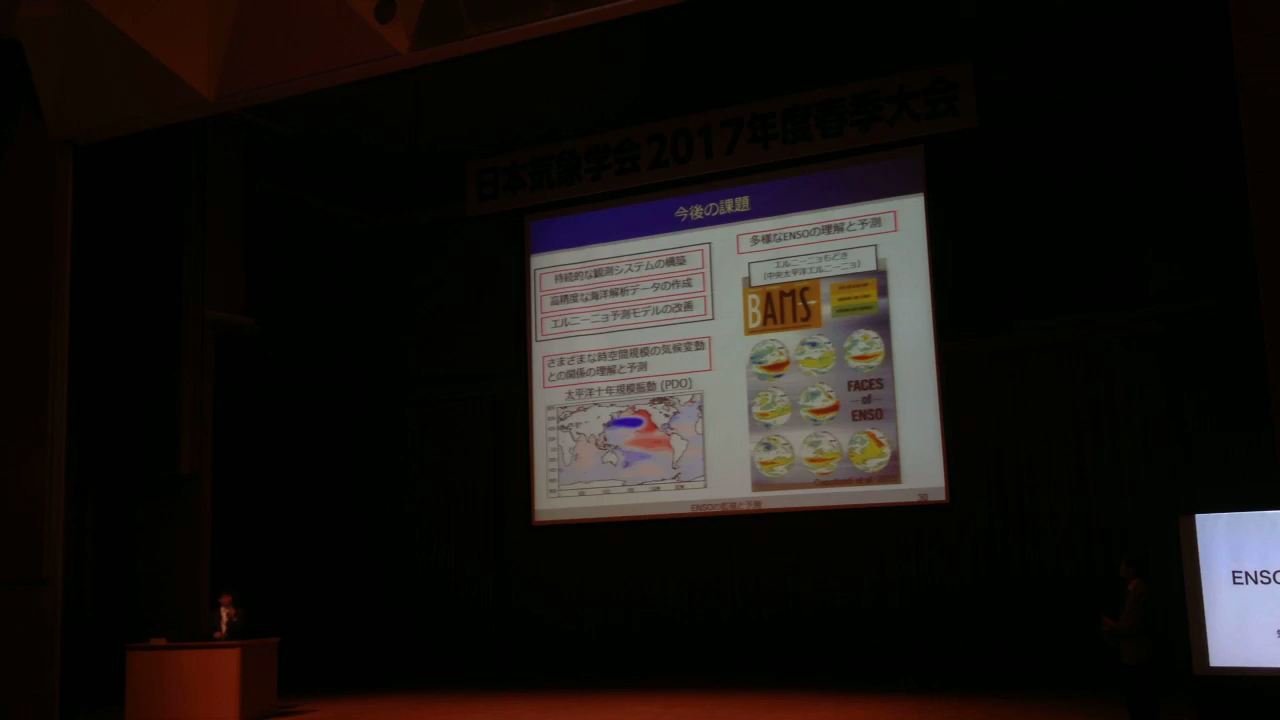 日本気象学会2017年度春季大会
今後の課題
持続的な観測システムの構築
高精度な海洋解析データの作成
エルニーニョ予測モデルの改善
さまざまな時空間規模の気候変動
との関係の理解と予測
太平洋十年規模振動 (PDO)
多様なENSOの理解と予測
エルニーニョもどき
(中央太平洋エルニーニョ)
BAMS
FACES
of
ENSO
ENSOの監視と予測
30
ENSO